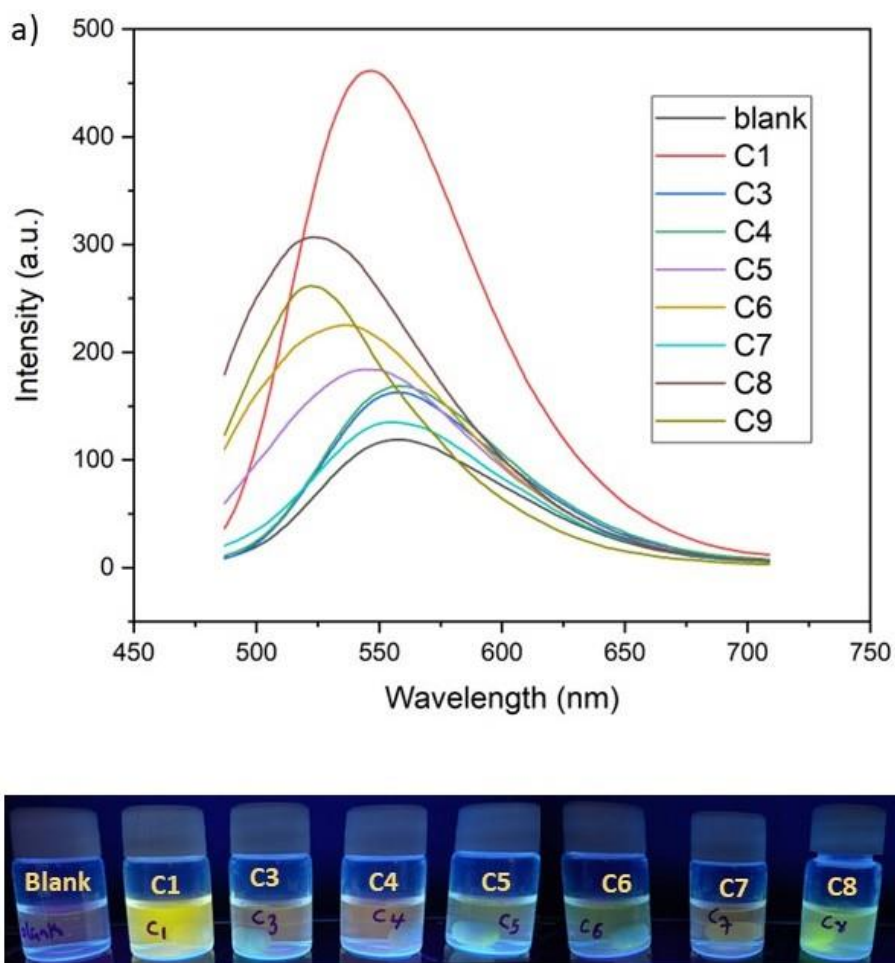 a)
500
400
300
200
100
0
Intensity (a.u.)
450 500 550 600 650 700 750
Wavelength (nm)
blank
C1
C3
C4
C5
C6
C7
C8
C9
Blank C1 C3 C4 C5 C6 C7 C8
blank C1 C3 C4 C5 C6 C7 C8